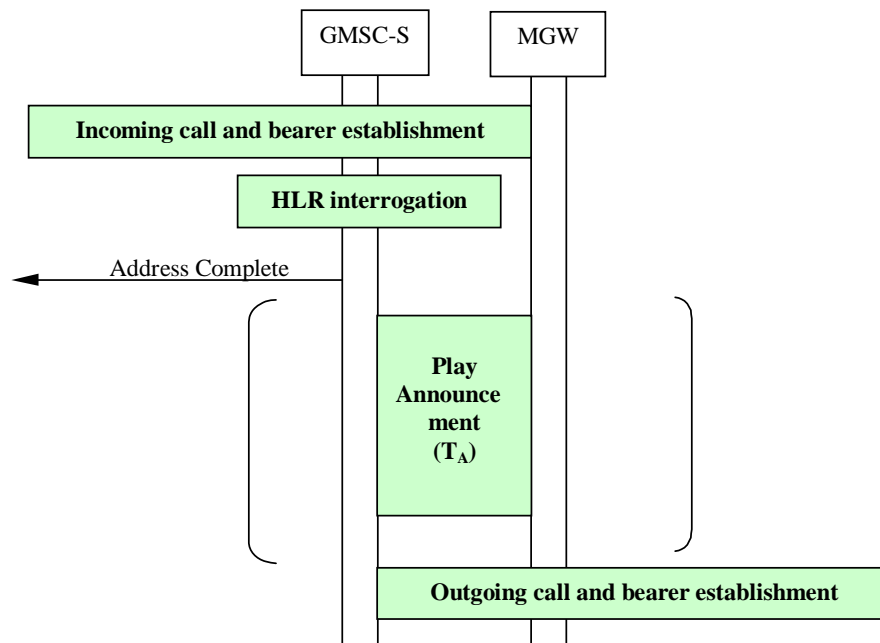 GMSC-S
MGW
Incoming call and bearer establishment
HLR interrogation
Address Complete
Play
Announce
ment
(TA)
Outgoing call and bearer establishment